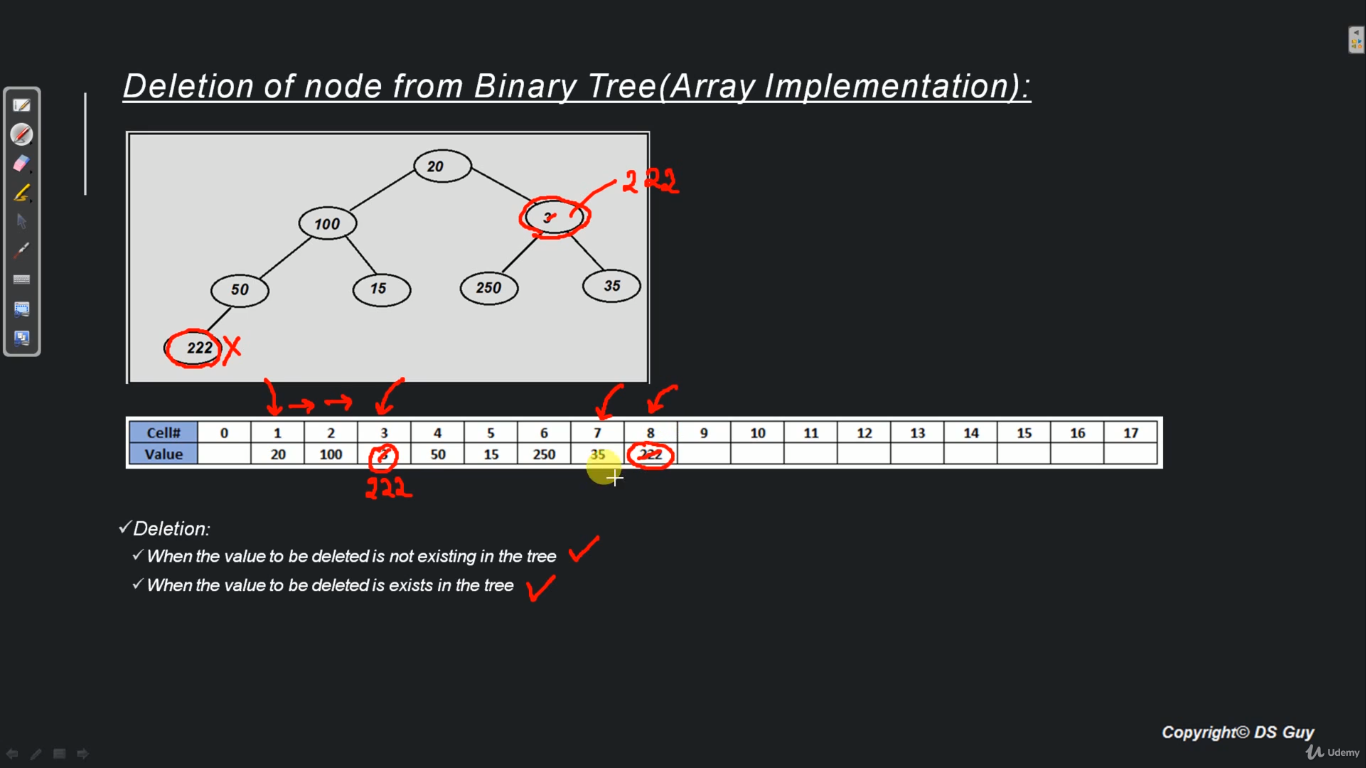 Deletion of node from Binary Tree(Array Implementation):
20
222
100
3
50
15
250
35
222 X
Cell# 0 1 2 3 4 5 6 7 8 9 10 11 12 13 14 15 16 17
Value 20 100 3 50 15 250 35 222
222
✓Deletion:
✓When the value to be deleted is not existing in the tree
✓When the value to be deleted is exists in the tree
Copyright© DS Guy
Udemy